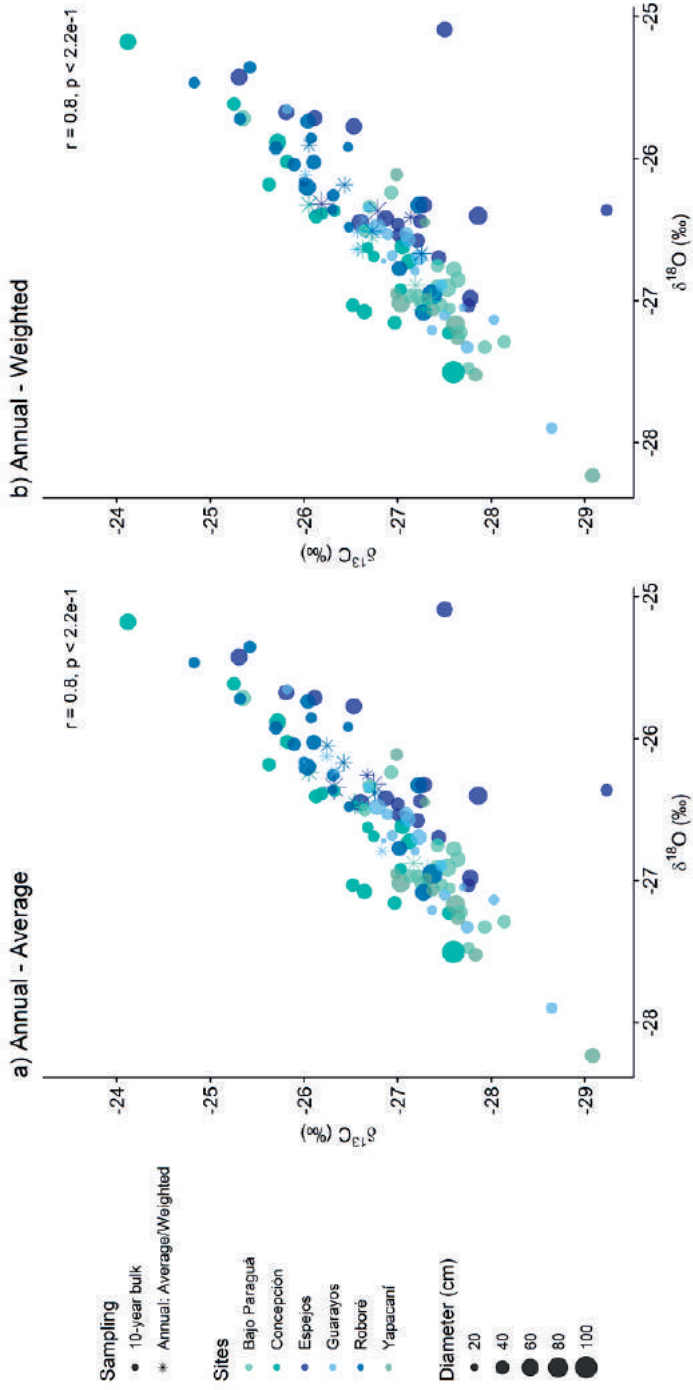 a) Annual - Average
r = 0.8, p < 2.2e-1
δ13C (‰)
-24
-25
-26
-27
-28
-29
-28
-27
-26
-25
δ18O (‰)
b) Annual - Weighted
r = 0.8, p < 2.2e-1
δ13C (‰)
-24
-25
-26
-27
-28
-29
-28
-27
-26
-25
δ18O (‰)
Sampling
10-year bulk
Annual: Average/Weighted
Sites
Bajo Paraguá
Concepción
Espejos
Guarayos
Roboré
Yapacaní
Diameter (cm)
20
40
60
80
100